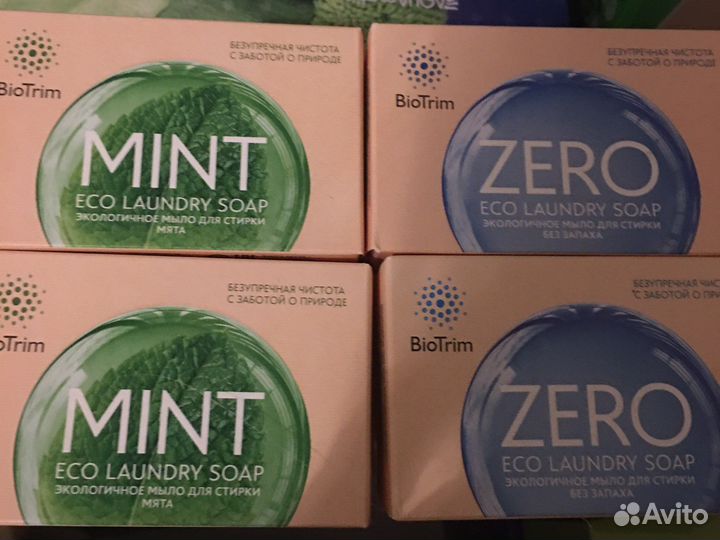 БЕЗУПРЕЧНАЯ ЧИСТОТА
С ЗАБОТОЙ О ПРИРОДЕ
BioTrim
MINT
ECO LAUNDRY SOAP
ЭКОЛОГИЧНОЕ МЫЛО ДЛЯ СТИРКИ
МЯТА
БЕЗУПРЕЧНАЯ ЧИСТОТА
С ЗАБОТОЙ О ПРИРОДЕ
BioTrim
ZERO
ECO LAUNDRY SOAP
ЭКОЛОГИЧНОЕ МЫЛО ДЛЯ СТИРКИ
БЕЗ ЗАПАХА
БЕЗУПРЕЧНАЯ ЧИСТОТА
С ЗАБОТОЙ О ПРИРОДЕ
BioTrim
MINT
ECO LAUNDRY SOAP
ЭКОЛОГИЧНОЕ МЫЛО ДЛЯ СТИРКИ
МЯТА
БЕЗУПРЕЧНАЯ ЧИСТ
С ЗАБОТОЙ О ПРИ
BioTrim
ZERO
ECO LAUNDRY SOAP
ЭКОЛОГИЧНОЕ МЫЛО ДЛЯ СТИРКИ
БЕЗ ЗАПАХА
Avito